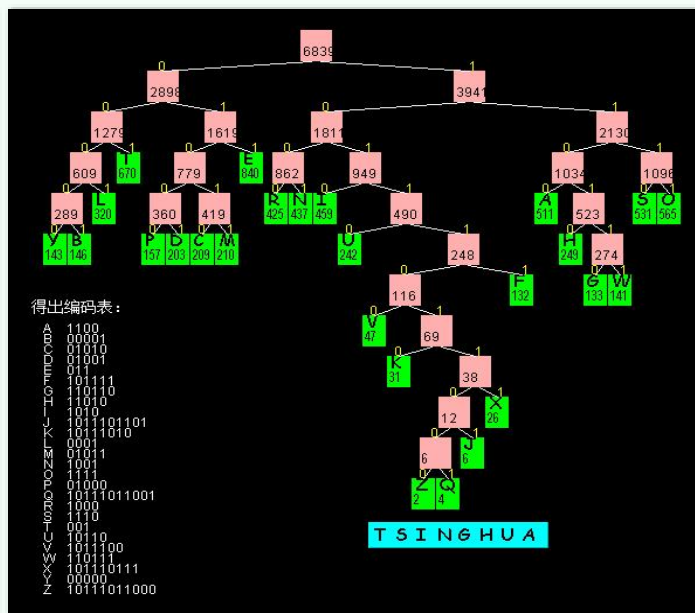 6839
0 1
2898 3941
0 1 0 1
1279 1619 1811 2130
0 1 0 1 0 1 0 1
609 T 779 E 862 949 1034 1096
670 840
0 1 0 1 0 1 0 1 0 1 0 1
289 L 360 419 R N I 490 A 523 S O
320 425 437 459 511 531 565
0 1 0 1 0 1 0 1 0 1
Y B P D C M U 248 H 274
143 146 157 203 209 210 242 249
0 1 0 1
116 F G W
132 133 141
0 1
V 69
47
0 1
K 38
31
0 1
12 X
26
0 1
6 J
6
0 1
Z Q
2 4
得出编码表：
A 1100
B 00001
C 01010
D 01001
E 011
F 101111
G 110110
H 11010
I 1010
J 1011101101
K 10111010
L 0001
M 01011
N 1001
O 1111
P 01000
Q 10111011001
R 1000
S 1110
T 001
U 10110
V 1011100
W 110111
X 101110111
Y 00000
Z 10111011000
T S I N G H U A